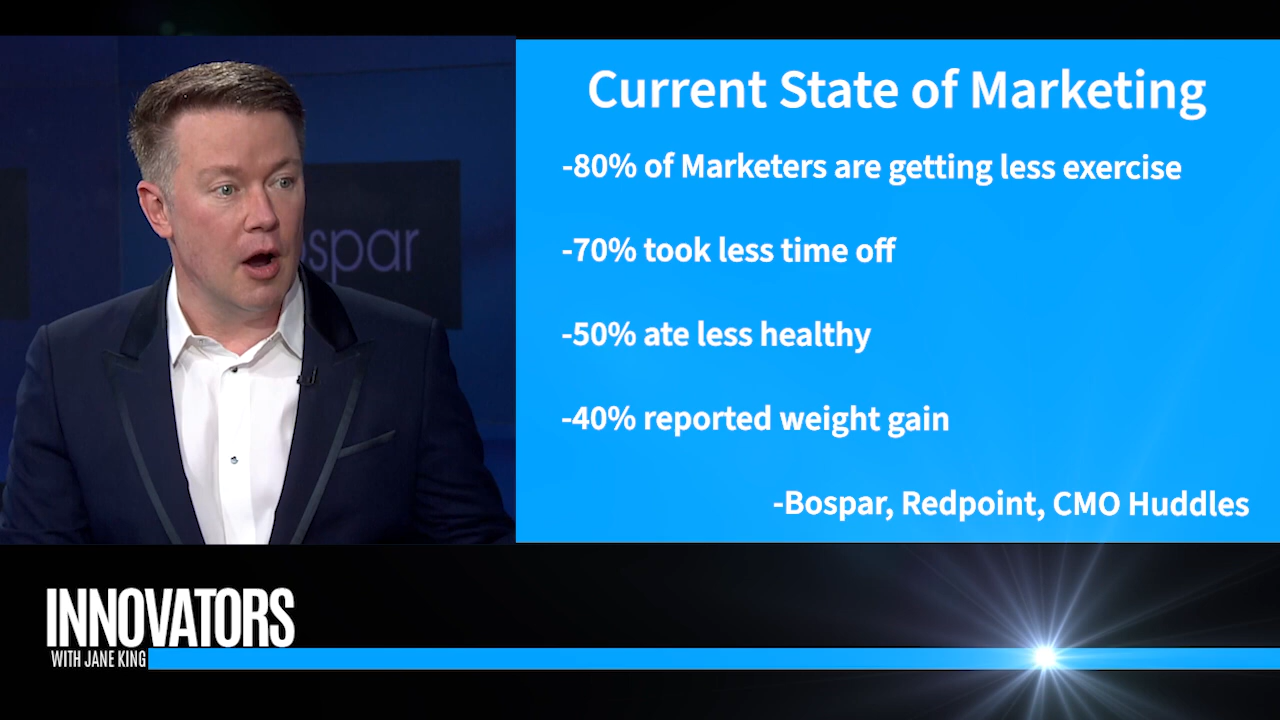 Current State of Marketing
-80% of Marketers are getting less exercise
-70% took less time off
-50% ate less healthy
-40% reported weight gain
-Bospar, Redpoint, CMO Huddles
spar
INNOVATORS
WITH JANE KING